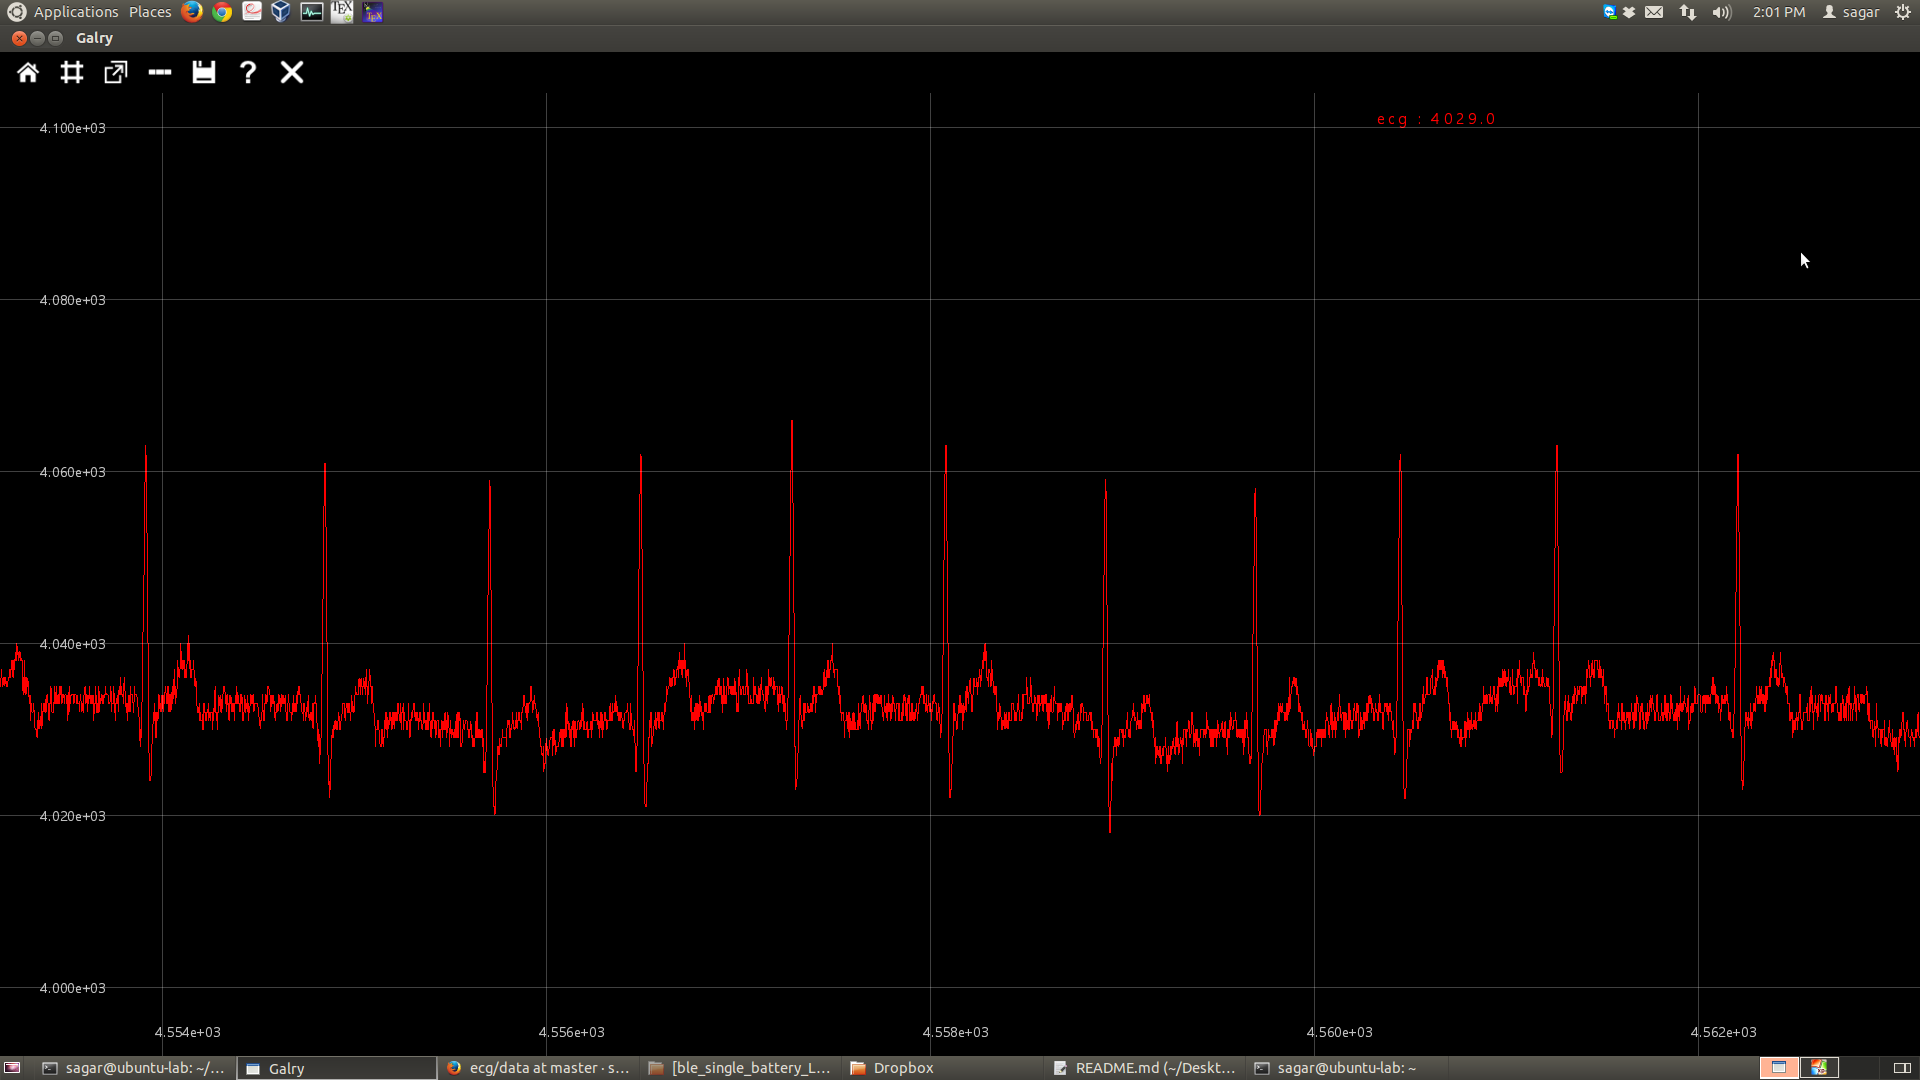 Applications Places 2:01 PM sagar
Galry
4.100e+03
ecg : 4029.0
4.080e+03
4.060e+03
4.040e+03
4.020e+03
4.000e+03
4.554e+03 4.556e+03 4.558e+03 4.560e+03 4.562e+03
sagar@ubuntu-lab: ~/... Galry ecg/data at master · s... [ble_single_battery_L... Dropbox README.md (~/Deskt... sagar@ubuntu-lab: ~